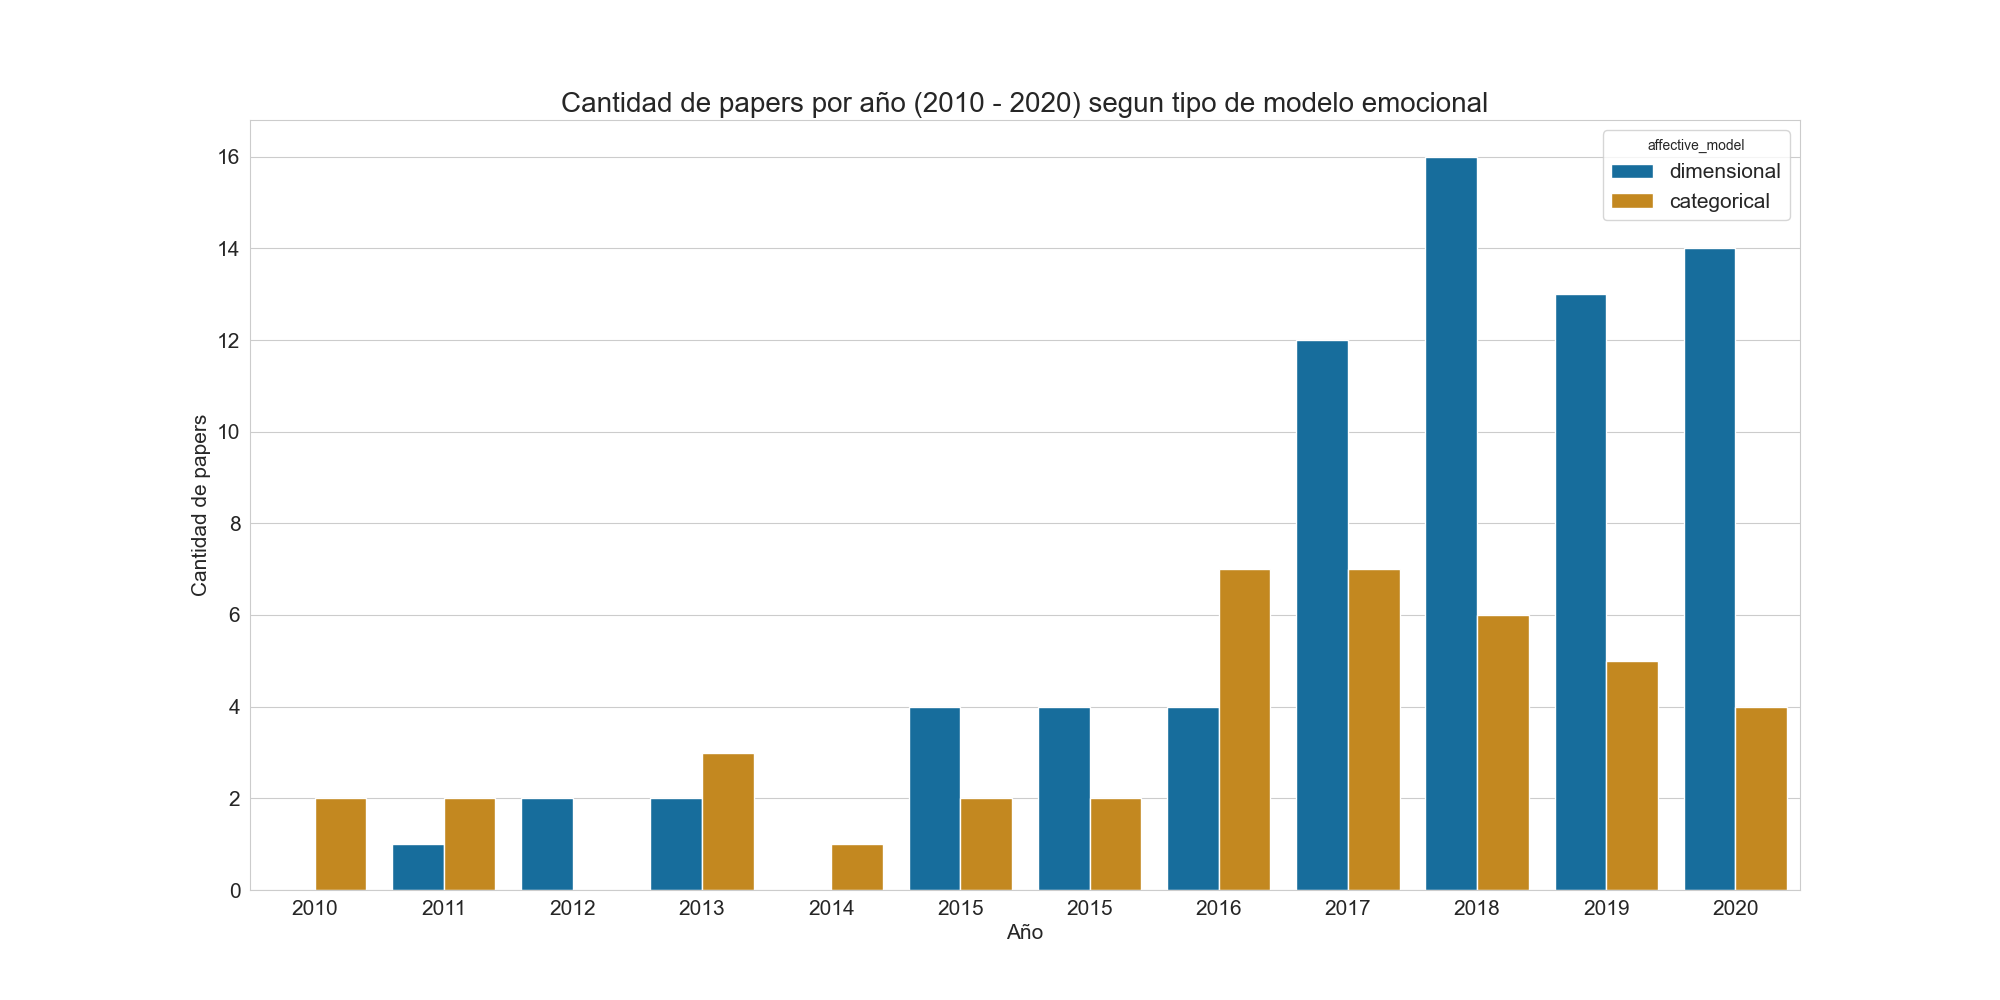 Cantidad de papers por año (2010 - 2020) segun tipo de modelo emocional
affective_model
dimensional
categorical
16
14
12
10
8
6
4
2
0
Cantidad de papers
2010 2011 2012 2013 2014 2015 2015 2016 2017 2018 2019 2020
Año